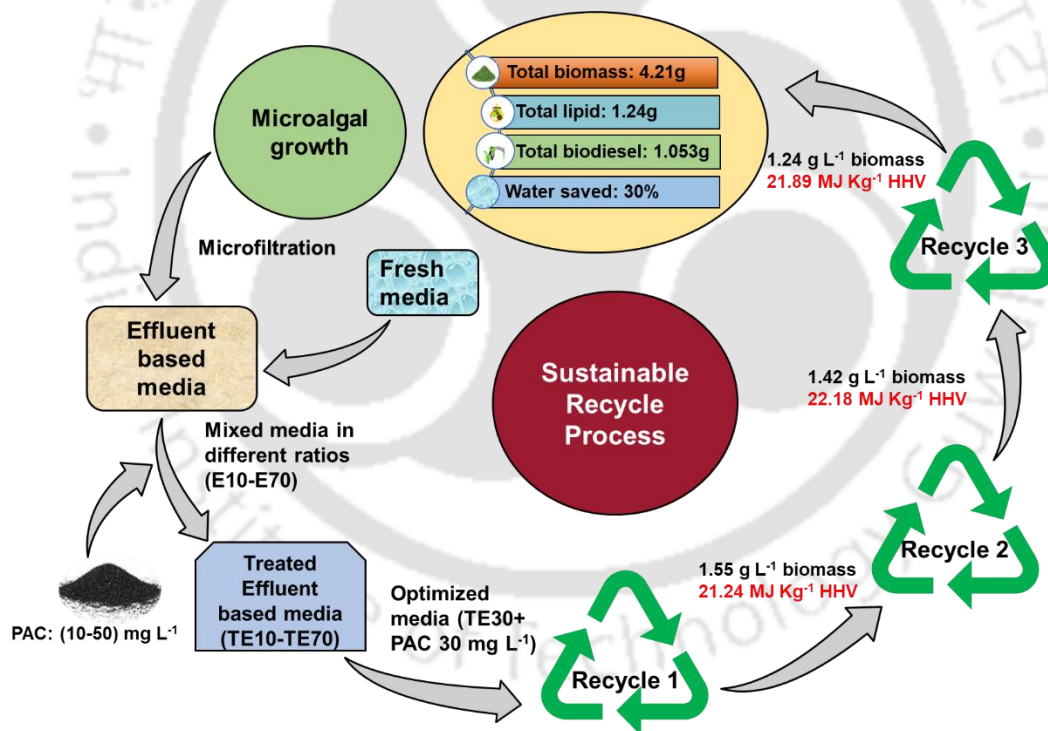 Microalgal
growth
Total biomass: 4.21g
Total lipid: 1.24g
Total biodiesel: 1.053g
Water saved: 30%
1.24 g L⁻¹ biomass
21.89 MJ Kg⁻¹ HHV
Recycle 3
Microfiltration
Fresh
media
Effluent
based
media
Sustainable
Recycle
Process
1.42 g L⁻¹ biomass
22.18 MJ Kg⁻¹ HHV
Mixed media in
different ratios
(E10-E70)
Recycle 2
1.55 g L⁻¹ biomass
21.24 MJ Kg⁻¹ HHV
Treated
Effluent
based media
(TE10-TE70)
Optimized
media (TE30+
PAC 30 mg L⁻¹)
PAC: (10-50) mg L⁻¹
Recycle 1
of Technology